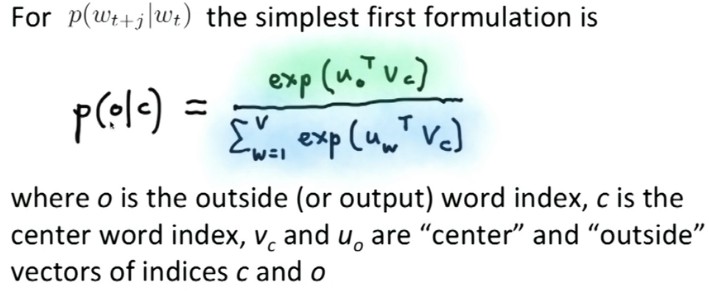 For p(w_{t+j}|w_t) the simplest first formulation is
p(o|c) = exp(u_o^T v_c) / Σ_{w=1}^V exp(u_w^T v_c)
where o is the outside (or output) word index, c is the
center word index, v_c and u_o are “center” and “outside”
vectors of indices c and o